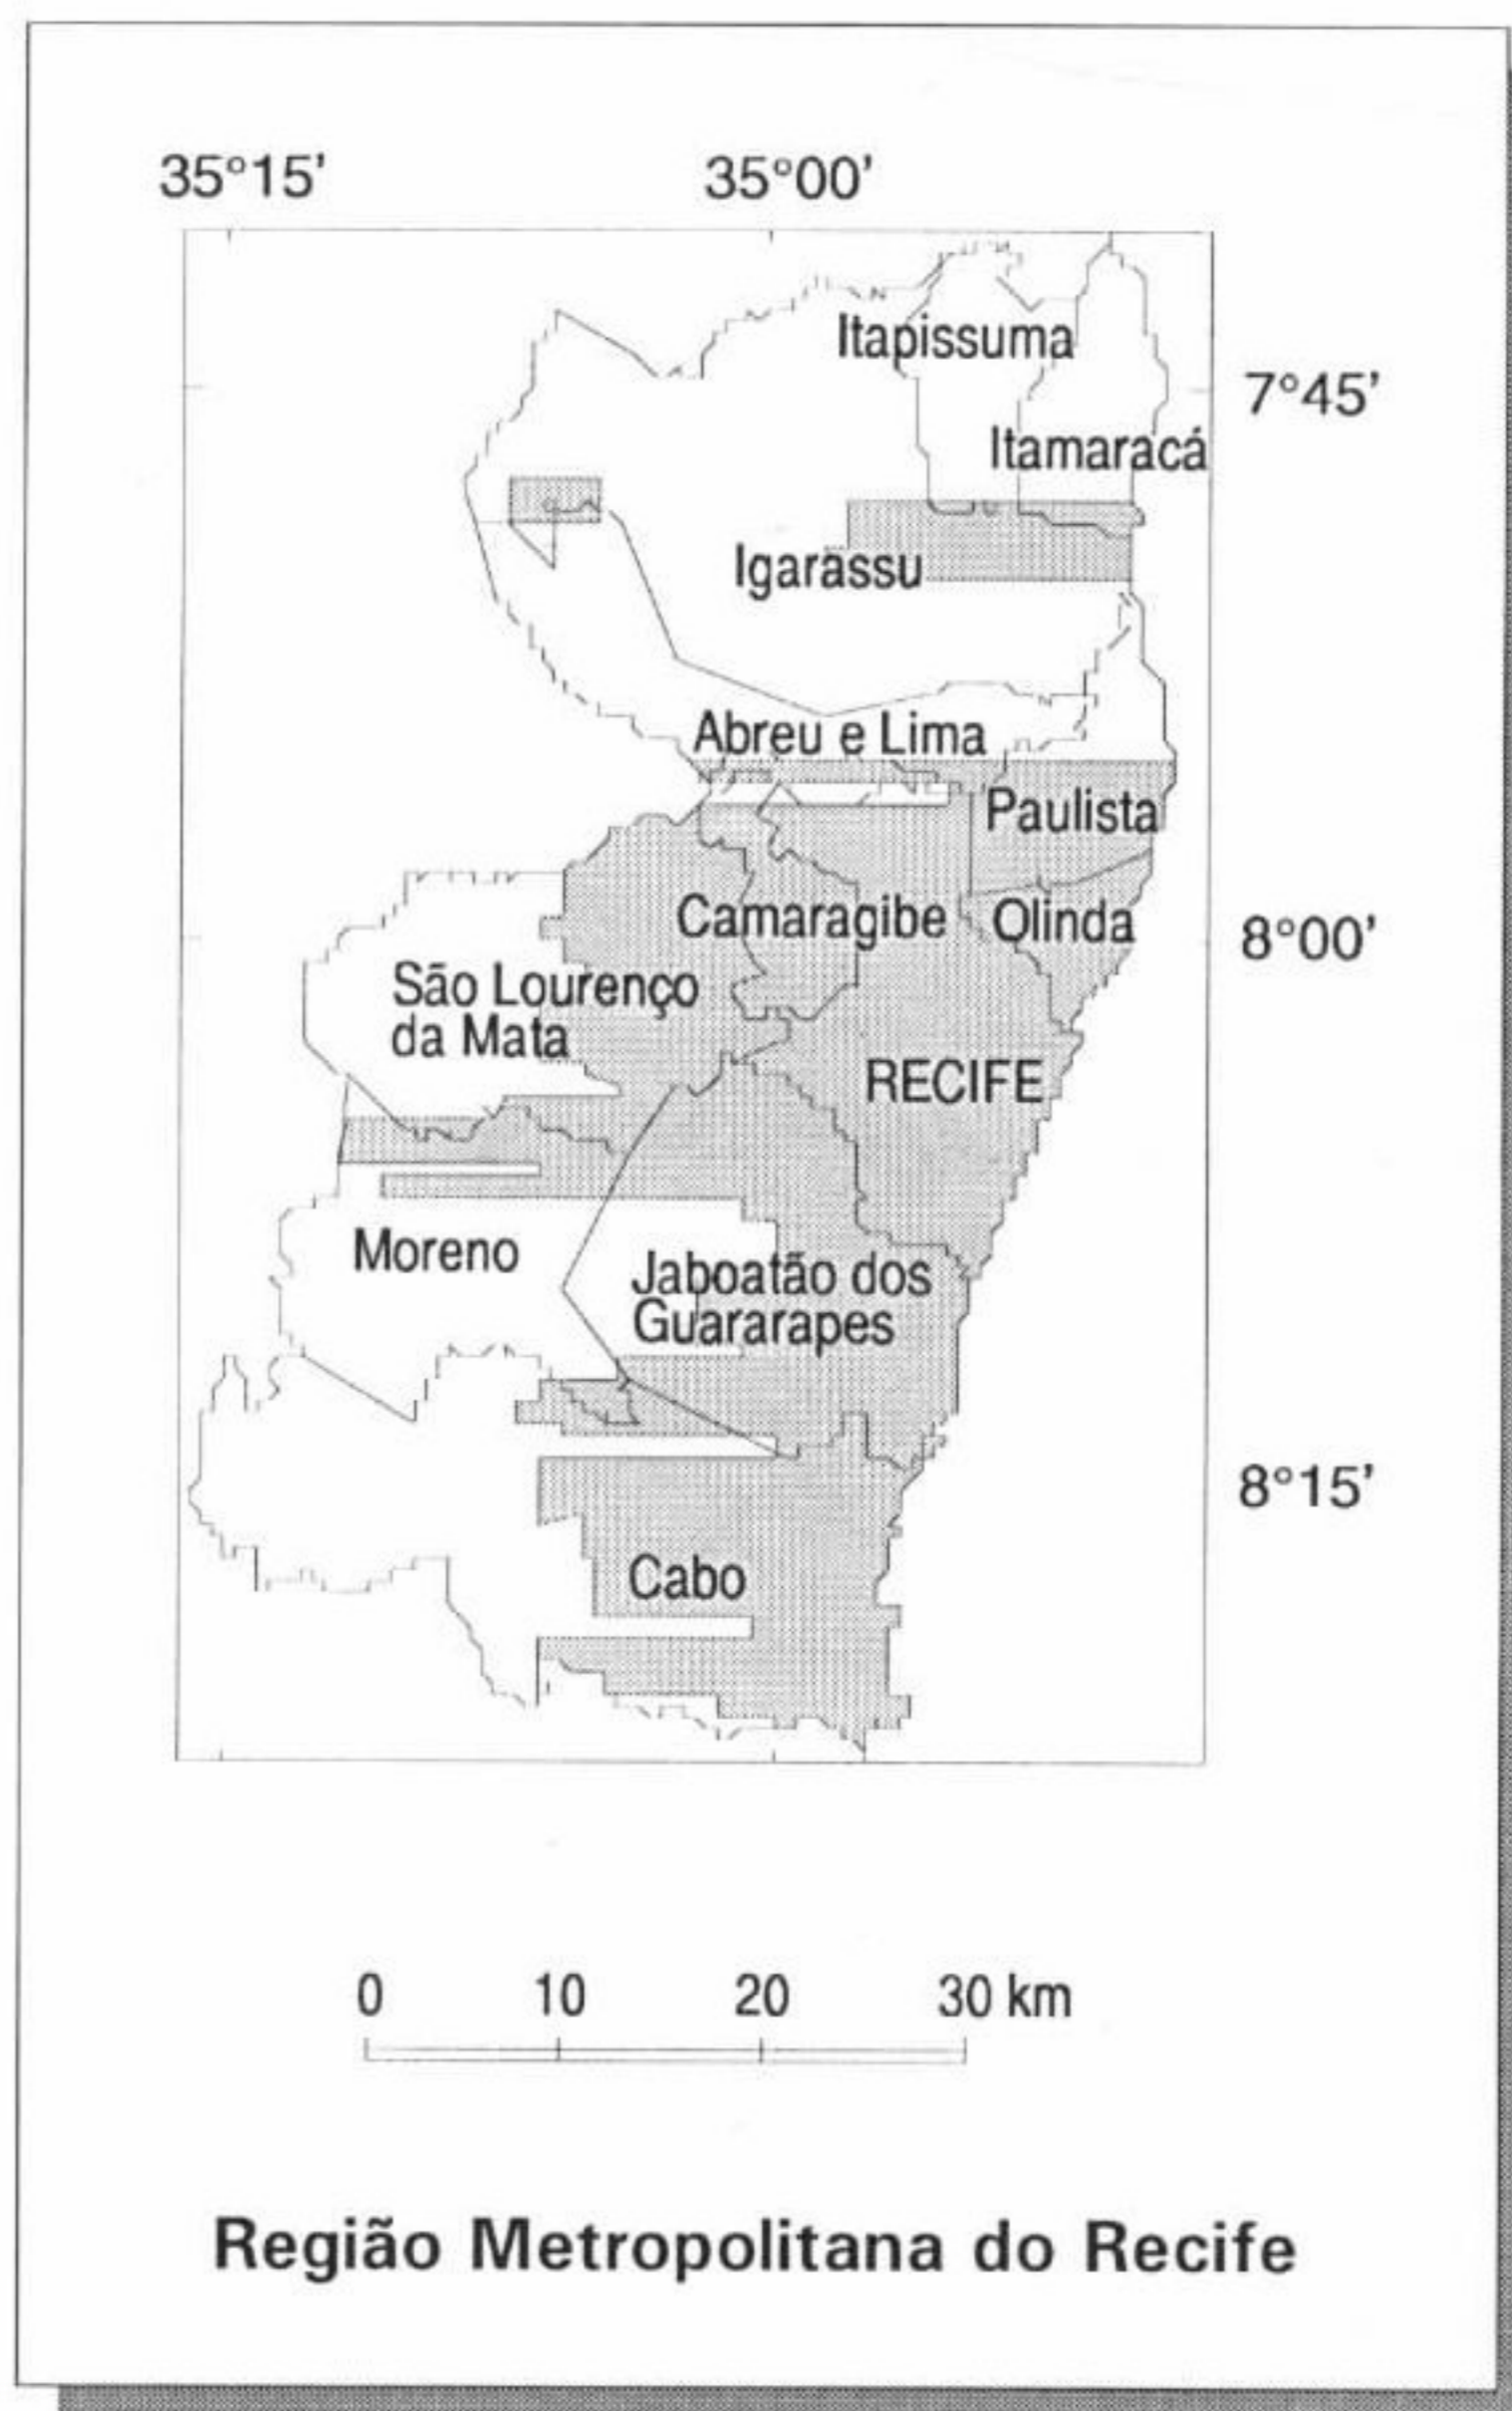 35°15' 35°00'
Itapissuma
7°45'
Itamaracá
Igarassu
Abreu e Lima
Paulista
Camaragibe
Olinda
8°00'
São Lourenço
da Mata
RECIFE
Moreno
Jaboatão dos
Guararapes
8°15'
Cabo
0 10 20 30 km
Região Metropolitana do Recife